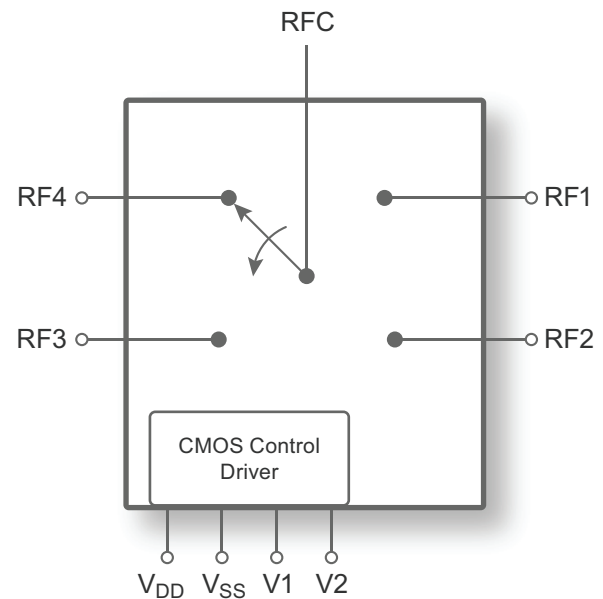 RFC
RF4
RF1
RF3
RF2
CMOS Control
Driver
VDD VSS V1 V2